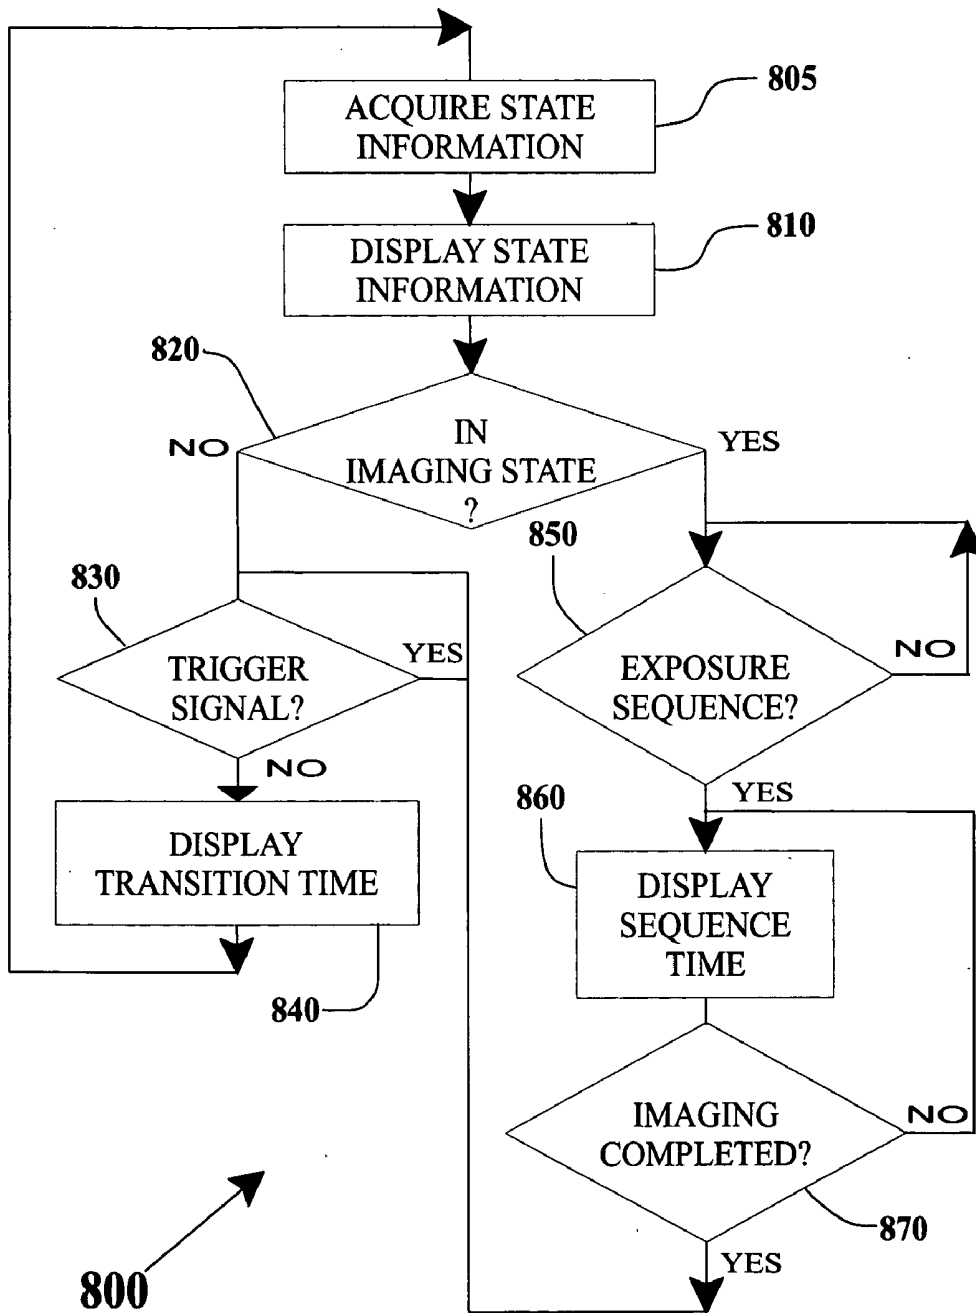 805
ACQUIRE STATE
INFORMATION
810
DISPLAY STATE
INFORMATION
820
NO
IN
IMAGING STATE
?
YES
850
830
TRIGGER
SIGNAL?
YES
NO
EXPOSURE
SEQUENCE?
NO
YES
860
DISPLAY
TRANSITION TIME
840
DISPLAY
SEQUENCE
TIME
IMAGING
COMPLETED?
NO
870
YES
800